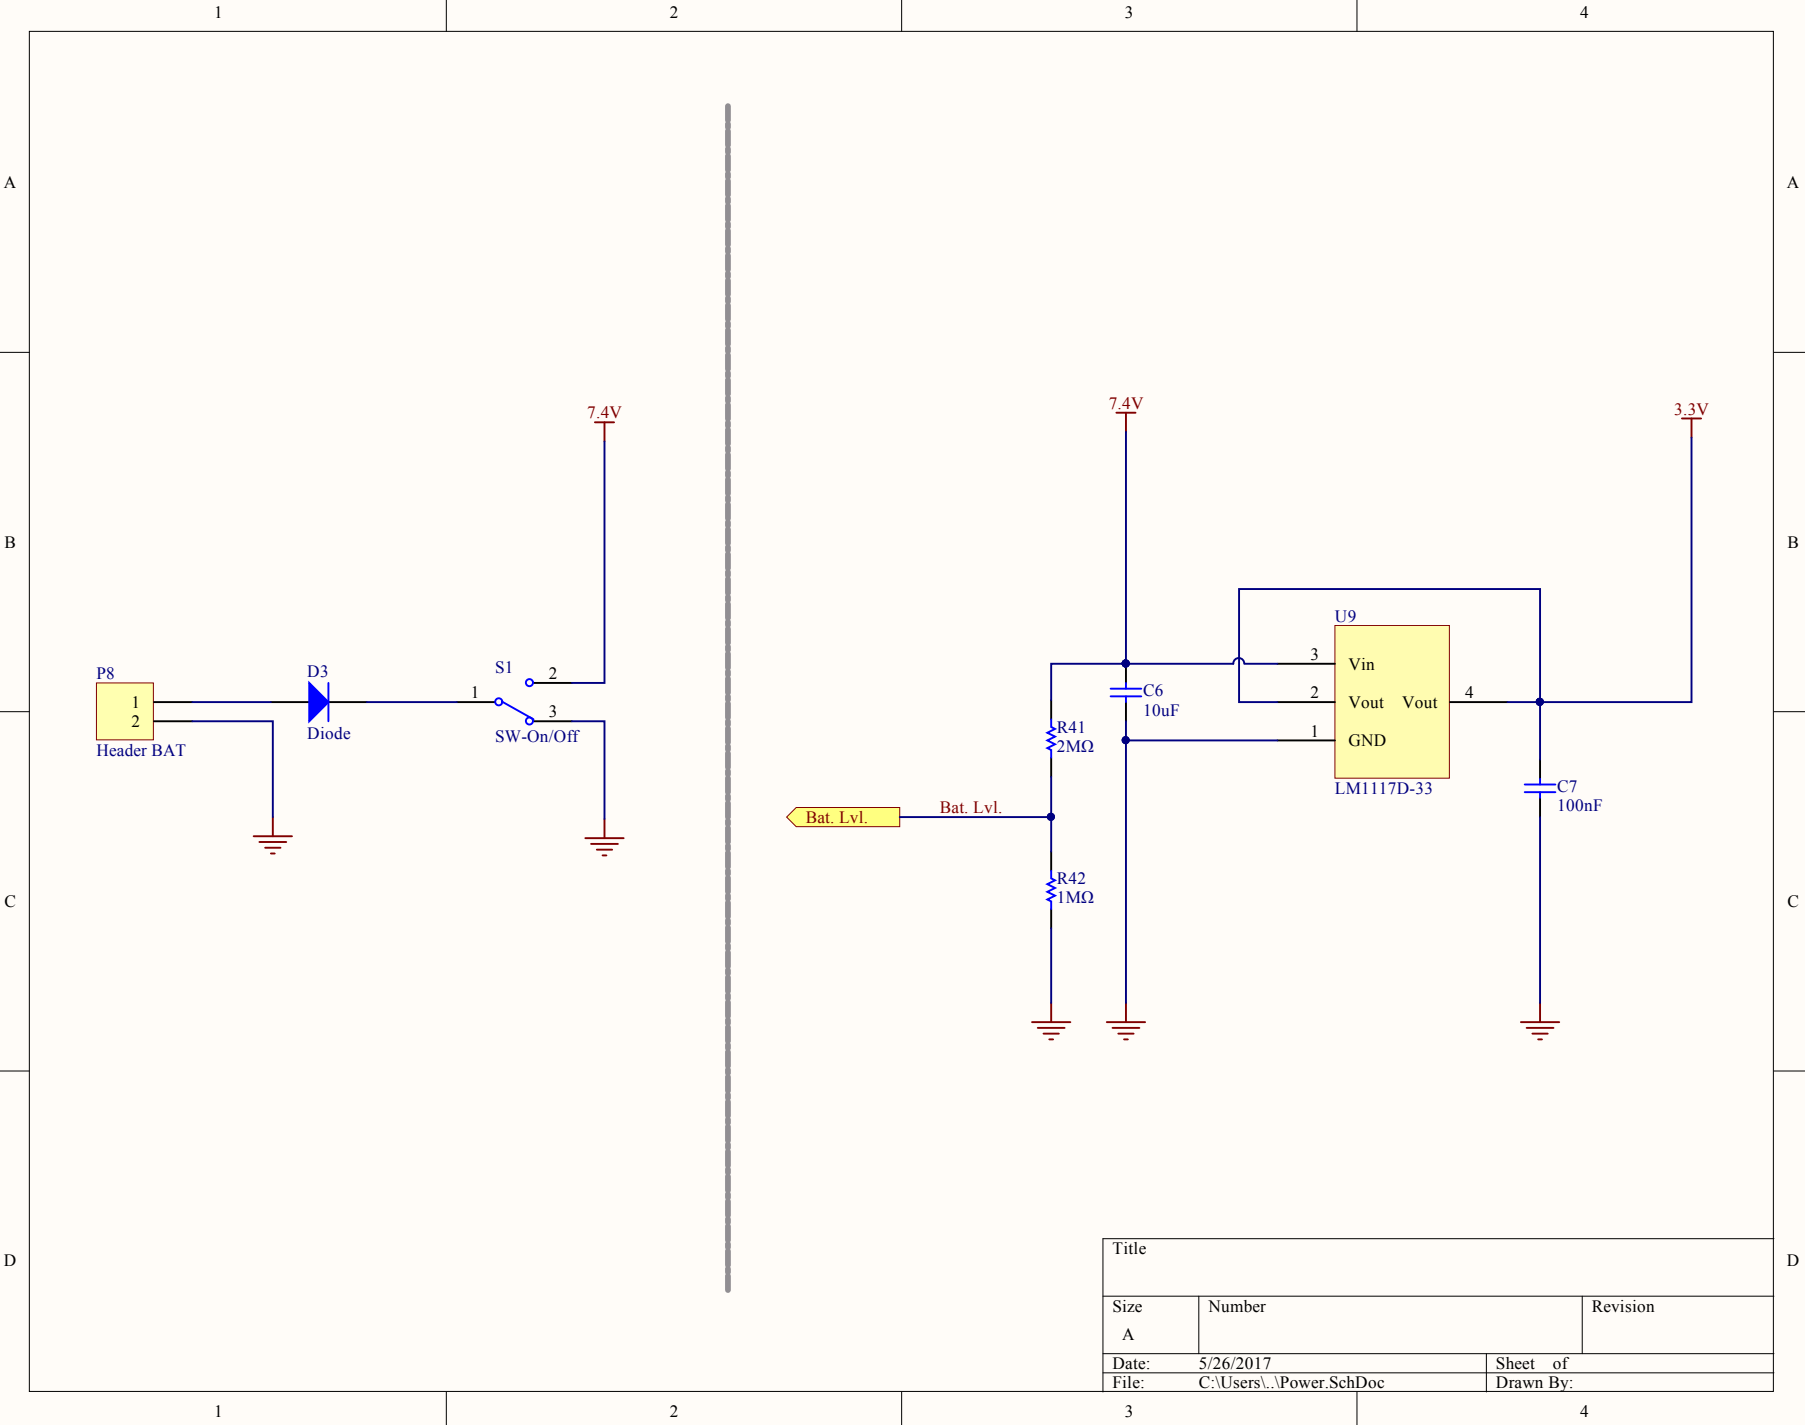 1 2 3 4
A A
7.4V
7.4V
3.3V
B B
U9
P8
D3
S1
2
3 Vin
1
1
2 Vout Vout 4
C6
10uF
2
3
1 GND
R41
2MΩ
Header BAT
Diode
SW-On/Off
LM1117D-33
C7
100nF
Bat. Lvl.
Bat. Lvl.
R42
1MΩ
C C
D D
Title
Size Number Revision
A
Date: 5/26/2017 Sheet of
File: C:\Users\..\Power.SchDoc Drawn By:
1 2 3 4